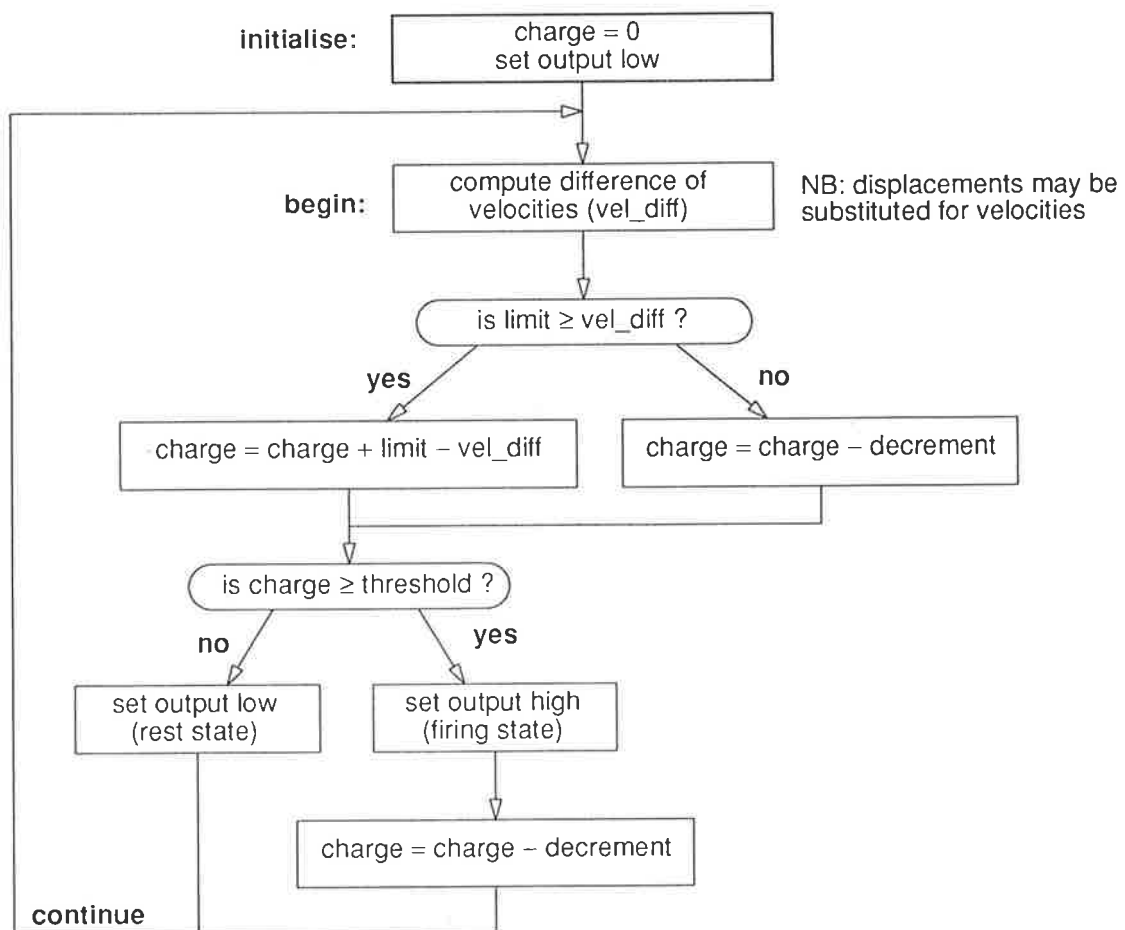 initialise:
charge = 0
set output low
begin:
compute difference of
velocities (vel_diff)
NB: displacements may be
substituted for velocities
is limit ≥ vel_diff ?
yes
no
charge = charge + limit − vel_diff
charge = charge − decrement
is charge ≥ threshold ?
no
yes
set output low
(rest state)
set output high
(firing state)
charge = charge − decrement
continue